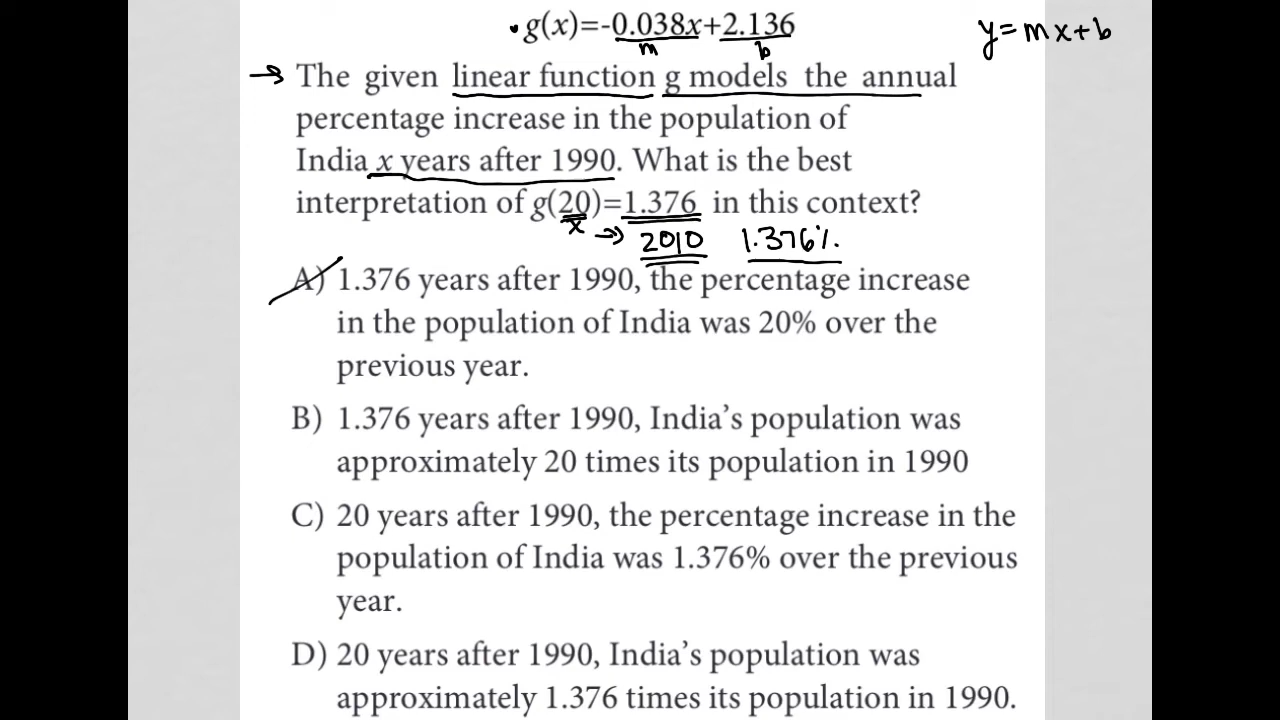 g(x)=-0.038x+2.136 y=mx+b
m b
The given linear function g models the annual
percentage increase in the population of
India x years after 1990. What is the best
interpretation of g(20)=1.376 in this context?
x 2010 1.376%.
A) 1.376 years after 1990, the percentage increase
in the population of India was 20% over the
previous year.
B) 1.376 years after 1990, India’s population was
approximately 20 times its population in 1990
C) 20 years after 1990, the percentage increase in the
population of India was 1.376% over the previous
year.
D) 20 years after 1990, India’s population was
approximately 1.376 times its population in 1990.